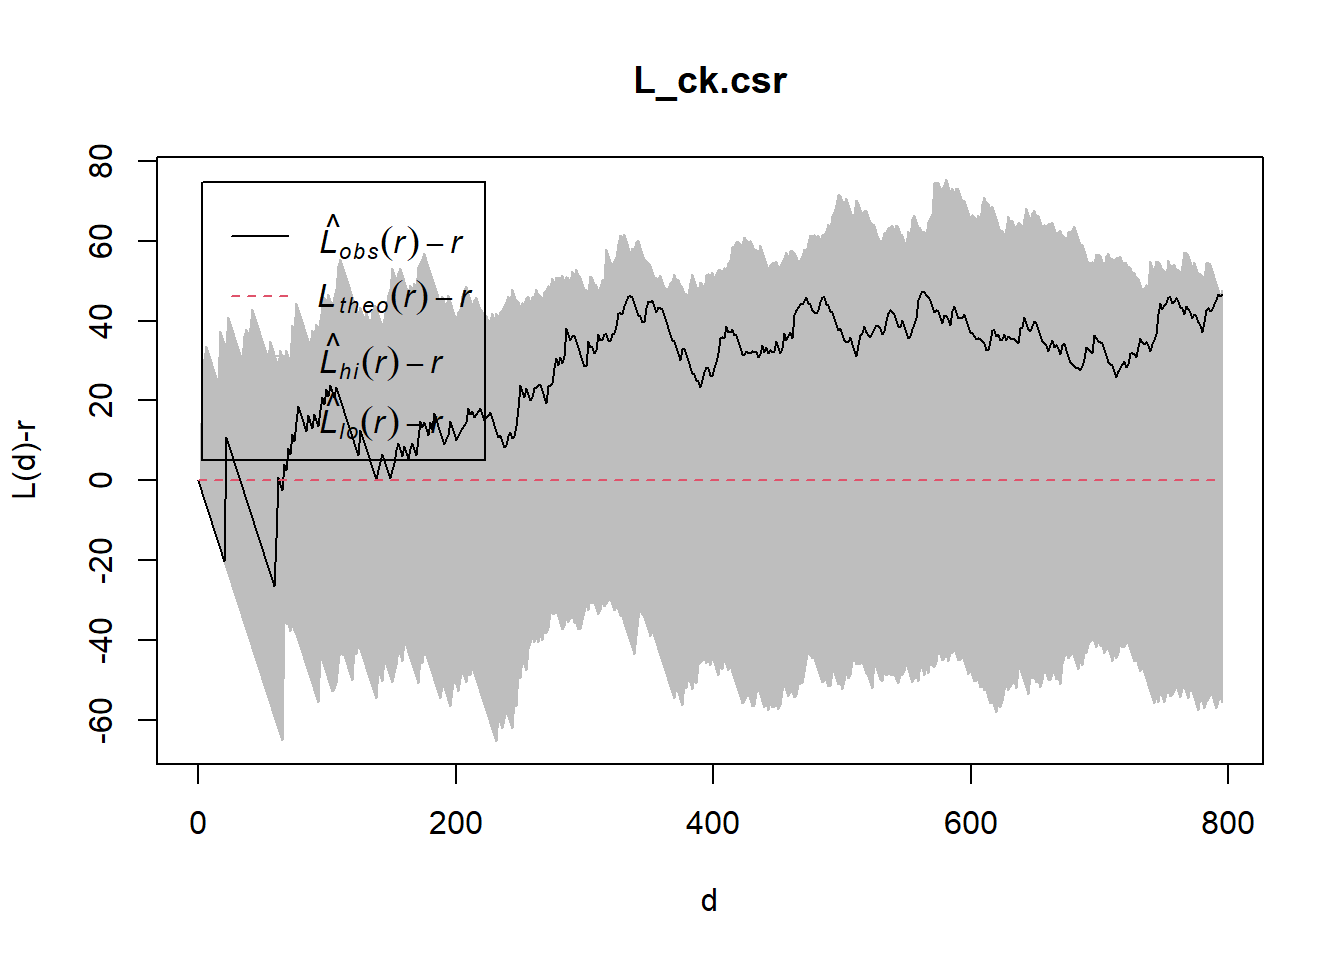 L_ck.csr
80
60
40
20
0
-20
-40
-60
L(d)-r
L̂obs(r) – r
Ltheo(r) – r
L̂hi(r) – r
L̂lo(r) – r
0 200 400 600 800
d